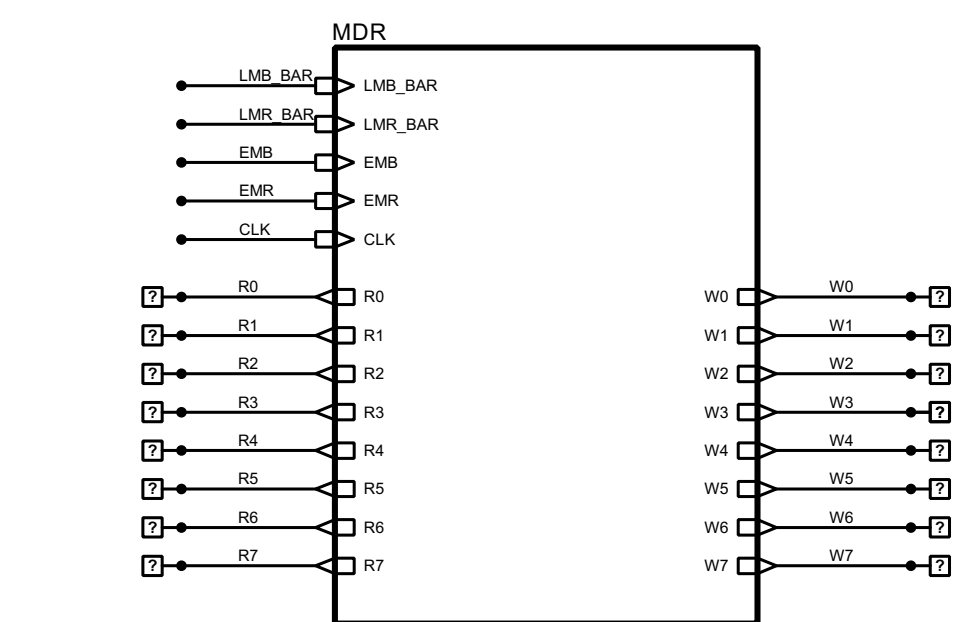 MDR
LMB_BAR LMB_BAR
LMR_BAR LMR_BAR
EMB EMB
EMR EMR
CLK CLK
? R0 R0 W0 W0 ?
? R1 R1 W1 W1 ?
? R2 R2 W2 W2 ?
? R3 R3 W3 W3 ?
? R4 R4 W4 W4 ?
? R5 R5 W5 W5 ?
? R6 R6 W6 W6 ?
? R7 R7 W7 W7 ?